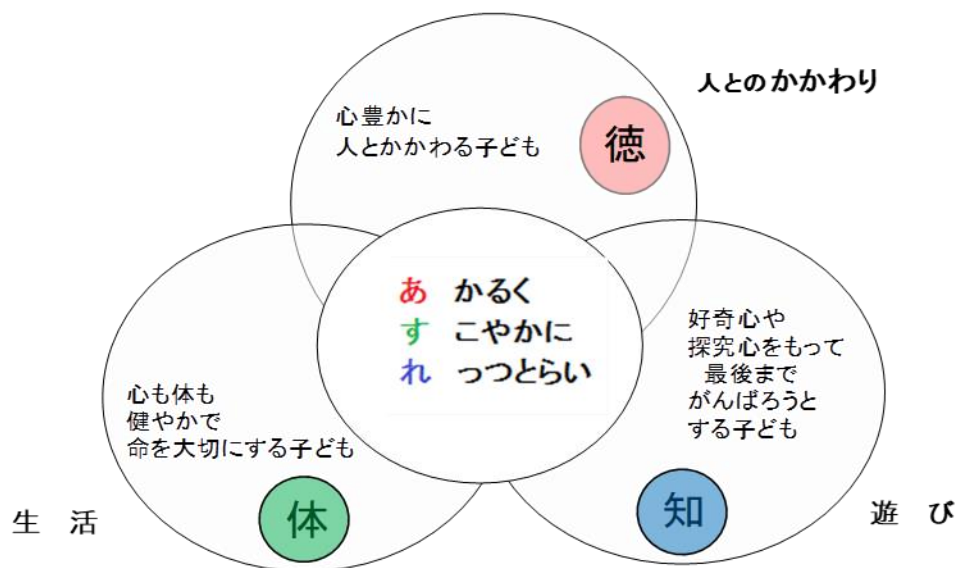 人とのかかわり
心豊かに
人とかかわる子ども
徳
あ かるく
す こやかに
れ っつとらい
好奇心や
探究心をもって
最後まで
がんばろうと
する子ども
心も体も
健やかで
命を大切にする子ども
体
知
生 活
遊 び